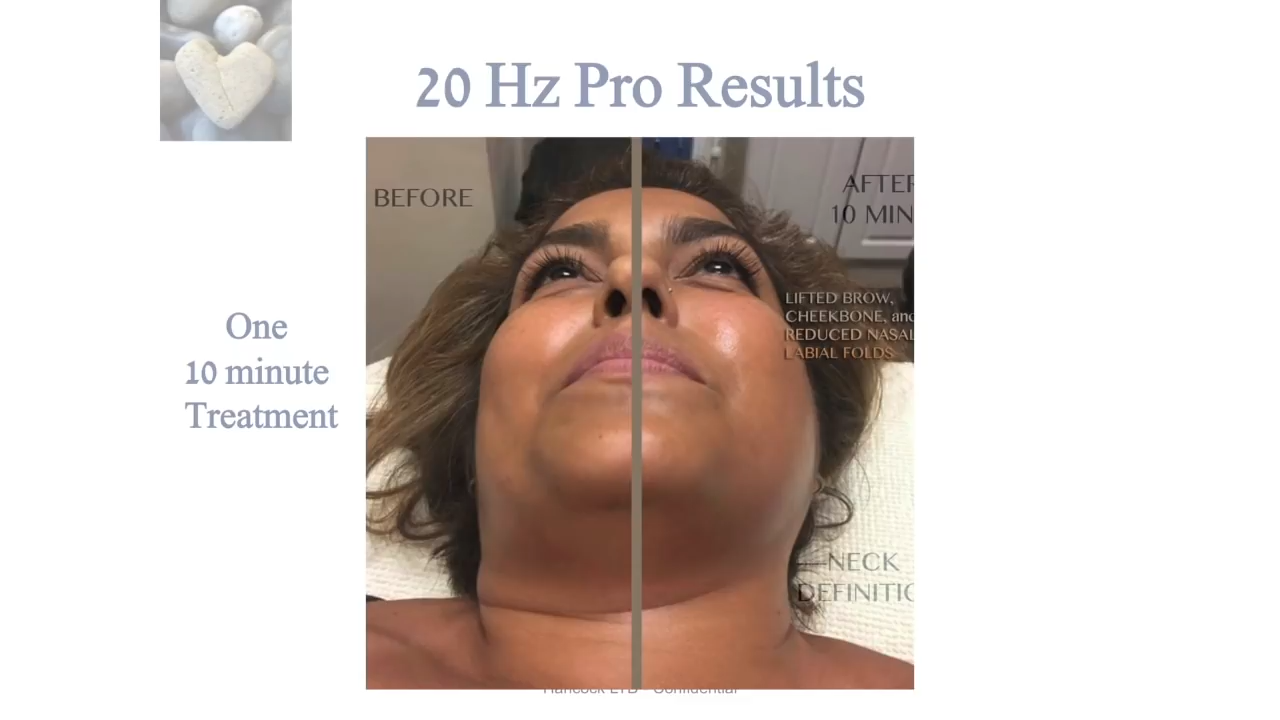 20 Hz Pro Results
BEFORE
AFTER
10 MIN
LIFTED BROW,
CHEEKBONE, and
REDUCED NASAL
LABIAL FOLDS
One
10 minute
Treatment
NECK
DEFINITIO
Confidential